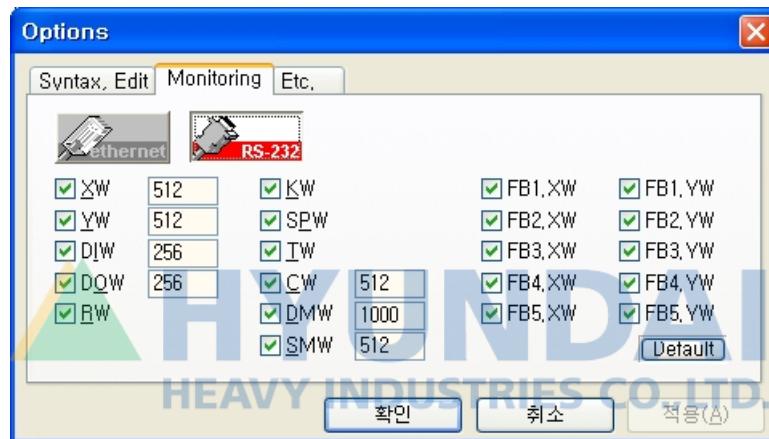 Options
Syntax, Edit Monitoring Etc,
ethernet RS-232
XW 512 KW FB1,XW FB1,YW
YW 512 SPW FB2,XW FB2,YW
DIW 256 TW FB3,XW FB3,YW
DOW 256 CW 512 FB4,XW FB4,YW
RW DMW 1000 FB5,XW FB5,YW
SMW 512 Default
HYUNDAI
HEAVY INDUSTRIES CO.,LTD.
확인 취소 적용(A)